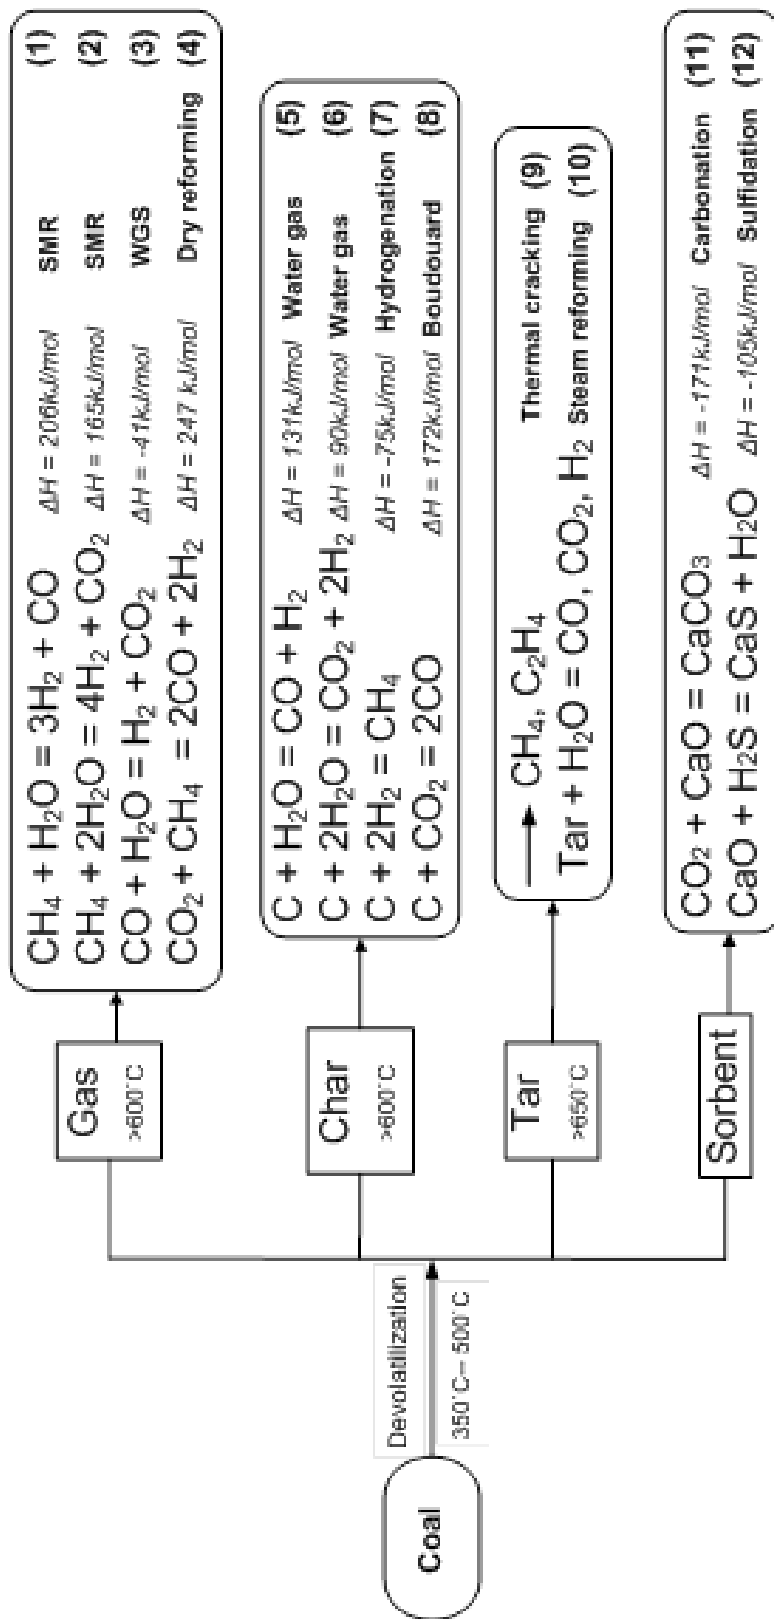 Coal
Devolatilization
350°C– 500°C
Gas
>600°C
CH₄ + H₂O = 3H₂ + CO ΔH = 206kJ/mol SMR (1)
CH₄ + 2H₂O = 4H₂ + CO₂ ΔH = 165kJ/mol SMR (2)
CO + H₂O = H₂ + CO₂ ΔH = -41kJ/mol WGS (3)
CO₂ + CH₄ = 2CO + 2H₂ ΔH = 247 kJ/mol Dry reforming (4)
Char
>600°C
C + H₂O = CO + H₂ ΔH = 131kJ/mol Water gas (5)
C + 2H₂O = CO₂ + 2H₂ ΔH = 90kJ/mol Water gas (6)
C + 2H₂ = CH₄ ΔH = -75kJ/mol Hydrogenation (7)
C + CO₂ = 2CO ΔH = 172kJ/mol Boudouard (8)
Tar
>650°C
→ CH₄, C₂H₄ Thermal cracking (9)
Tar + H₂O = CO, CO₂, H₂ Steam reforming (10)
Sorbent
CO₂ + CaO = CaCO₃ ΔH = -171kJ/mol Carbonation (11)
CaO + H₂S = CaS + H₂O ΔH = -105kJ/mol Sulfidation (12)